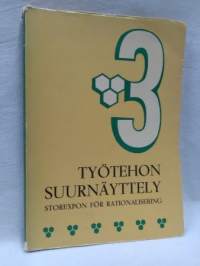 3
TYÖTEHON
SUURNÄYTTELY
STOREXPON FÖR RATIONALISERING